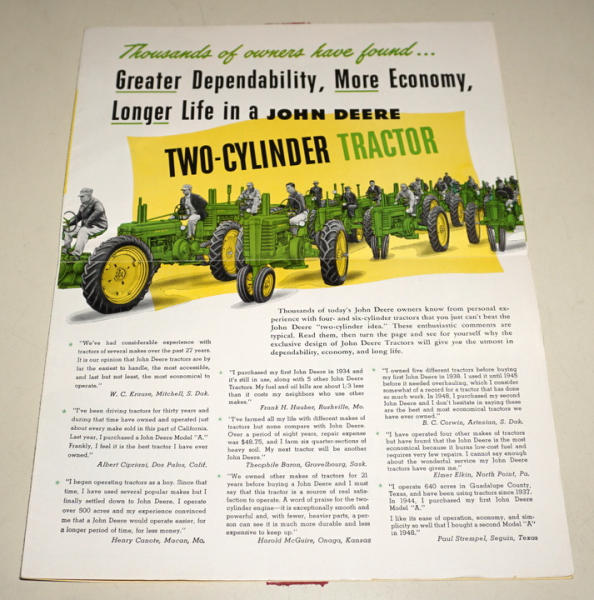 Thousands of owners have found...
Greater Dependability, More Economy,
Longer Life in a JOHN DEERE
TWO-CYLINDER TRACTOR
Thousands of today's John Deere owners know from personal ex-
perience with four- and six-cylinder tractors that you just can't beat the
John Deere "two-cylinder idea." These enthusiastic comments are
typical. Read them, then turn the page and see for yourself why the
exclusive design of John Deere Tractors will give you the utmost in
dependability, economy, and long life.
"We've had considerable experience with
tractors of several makes over the past 27 years.
It is our opinion that John Deere tractors are by
far the easiest to handle, the most accessible,
and last but not least, the most economical to
operate."
W. C. Krause, Mitchell, S. Dak.
"I've been driving tractors for thirty years and
during that time have owned and operated just
about every make sold in this part of California.
Last year, I purchased a John Deere Model "A."
Frankly, I feel it is the best tractor I have ever
owned."
Albert Cipriani, Dos Palos, Calif.
"I began operating tractors as a boy. Since that
time, I have used several popular makes but I
finally settled down to John Deere. I operate
over 500 acres and my experience convinced
me that a John Deere would operate easier, for
a longer period of time, for less money."
Henry Canote, Macon, Mo.
"I purchased my first John Deere in 1934 and
it's still in use, along with 5 other John Deere
Tractors. My fuel and oil bills are about 1/3 less
than it costs my neighbors who use other
makes."
Frank H. Hauber, Rushville, Mo.
"I've farmed all my life with different makes of
tractors but none compare with John Deere.
Over a period of eight years, repair expense
was $48.75, and I farm six quarter-sections of
heavy soil. My next tractor will be another
John Deere."
Theophile Baron, Gravelbourg, Sask.
"We owned other makes of tractors for 21
years before buying a John Deere and I must
say that this tractor is a source of real satis-
faction to operate. A word of praise for the two-
cylinder engine—it is exceptionally smooth and
powerful and, with fewer, heavier parts, a per-
son can see it is much more durable and less
expensive to keep up."
Harold McGuire, Onaga, Kansas
"I owned five different tractors before buying
my first John Deere in 1938. I used it until 1945
before it needed overhauling, which I consider
somewhat of a record for a tractor that has done
so much work. In 1948, I purchased my second
John Deere and I don't hesitate in saying these
are the best and most economical tractors we
have ever owned."
B. C. Corwin, Artesian, S. Dak.
"I have operated four other makes of tractors
but have found that the John Deere is the most
economical because it burns low-cost fuel and
requires very few repairs. I cannot say enough
about the wonderful service my John Deere
tractors have given me."
Elmer Elkin, North Point, Pa.
"I operate 640 acres in Guadalupe County,
Texas, and have been using tractors since 1937.
In 1944, I purchased my first John Deere
Model "A."
I like its ease of operation, economy, and sim-
plicity so well that I bought a second Model "A"
in 1948."
Paul Strempel, Seguin, Texas